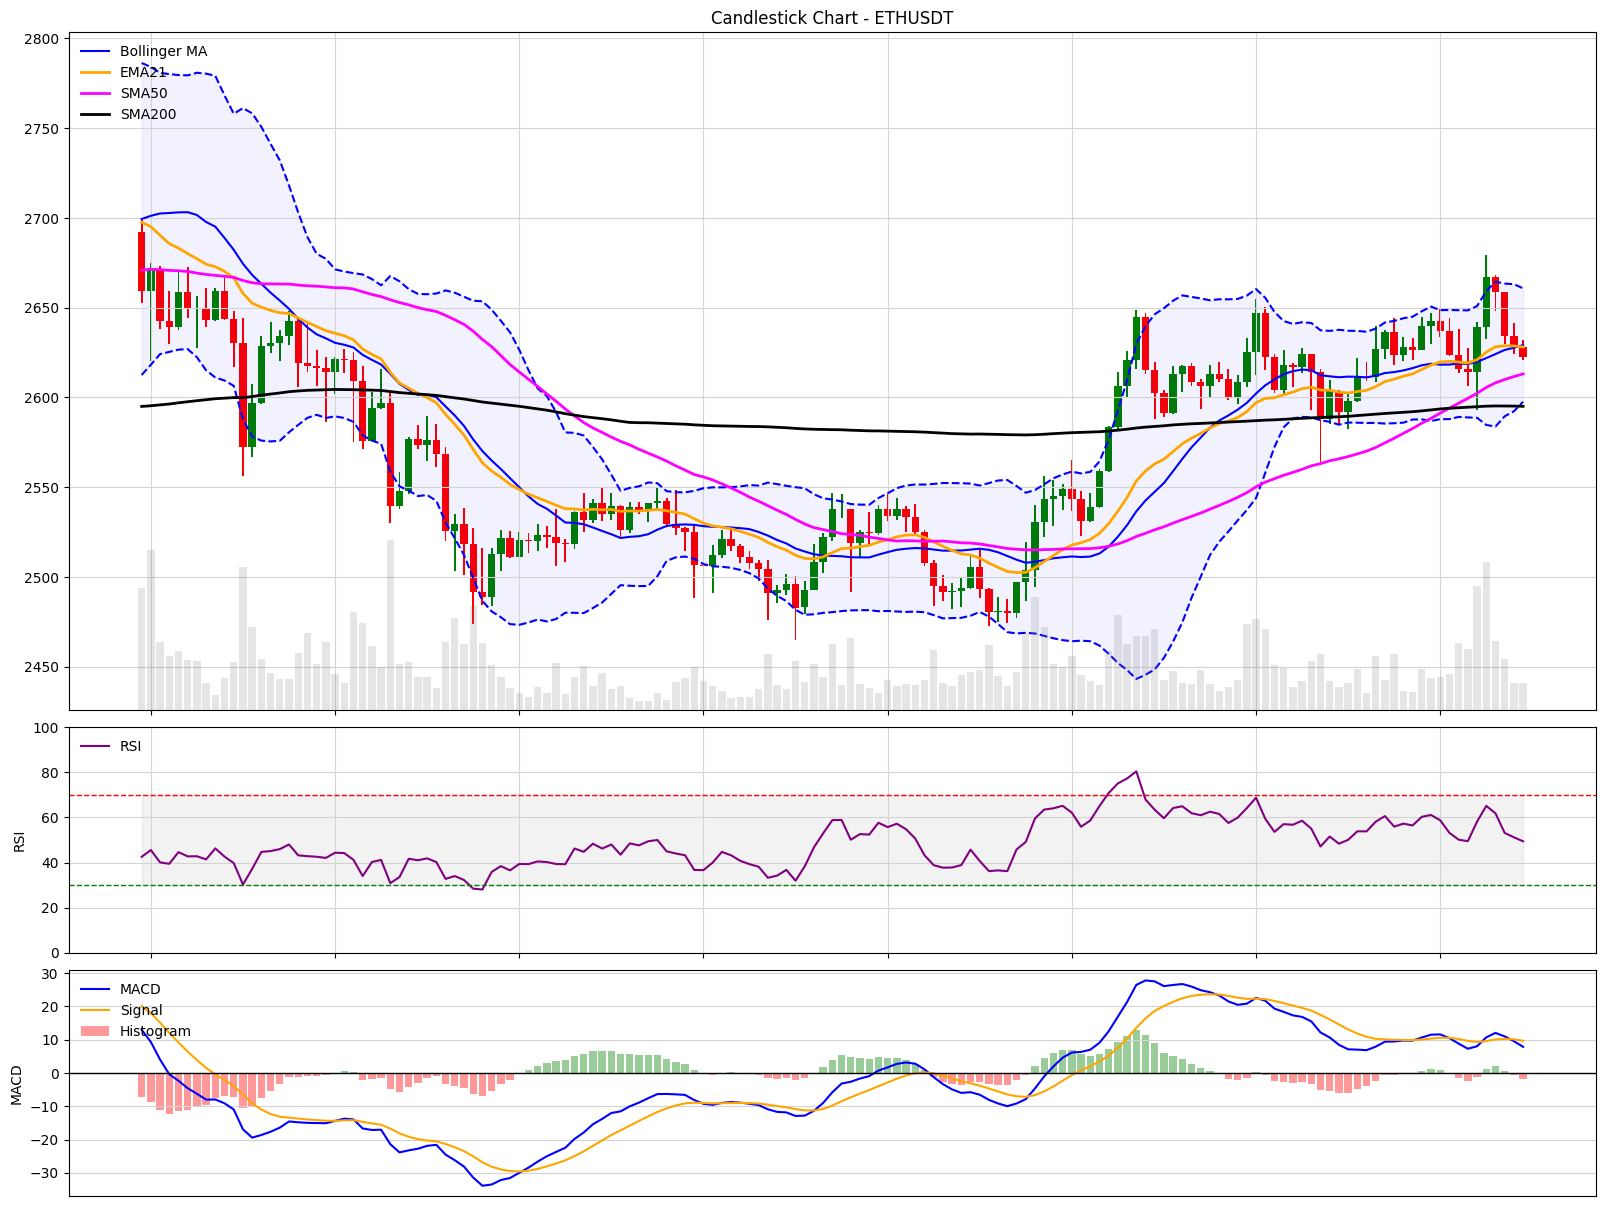 Candlestick Chart - ETHUSDT
2800
2750
2700
2650
2600
2550
2500
2450
Bollinger MA
EMA21
SMA50
SMA200
100
80
60
40
20
0
RSI
RSI
30
20
10
0
−10
−20
−30
MACD
MACD
Signal
Histogram